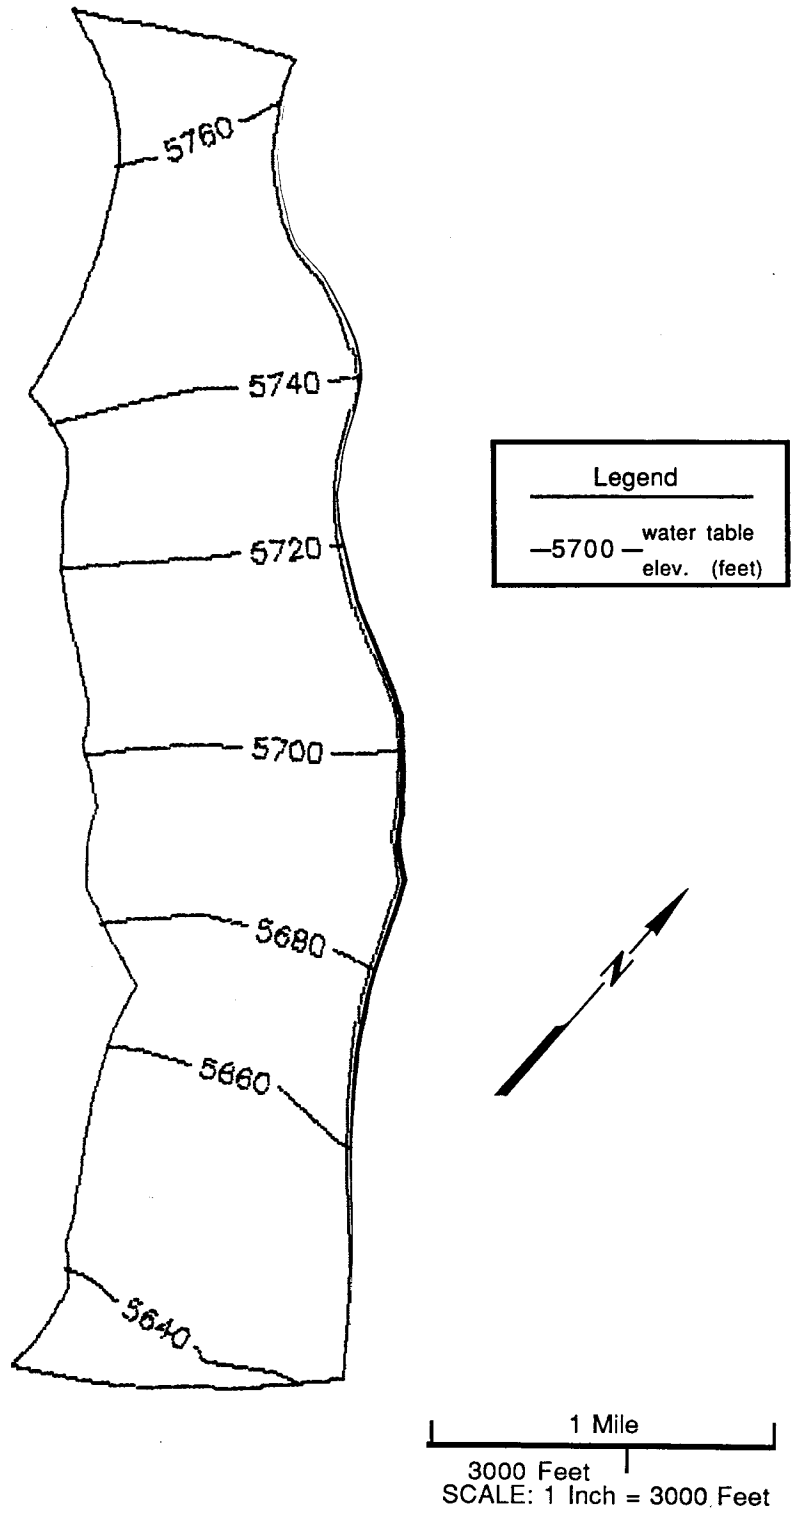 5760
5740
5720
5700
5680
5660
5640
Legend
—5700— water table
elev. (feet)
N
1 Mile
3000 Feet
SCALE: 1 Inch = 3000 Feet